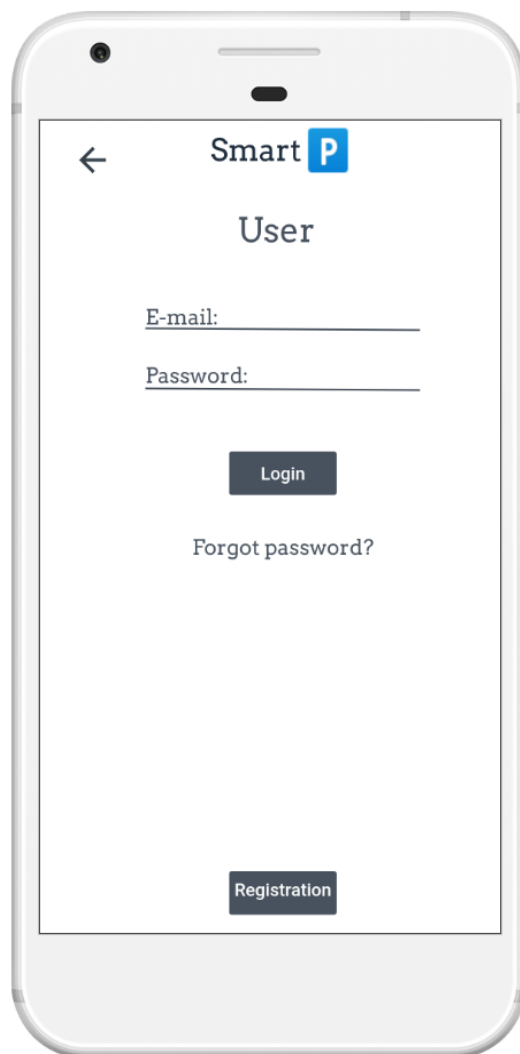 Smart P
User
E-mail:
Password:
Login
Forgot password?
Registration